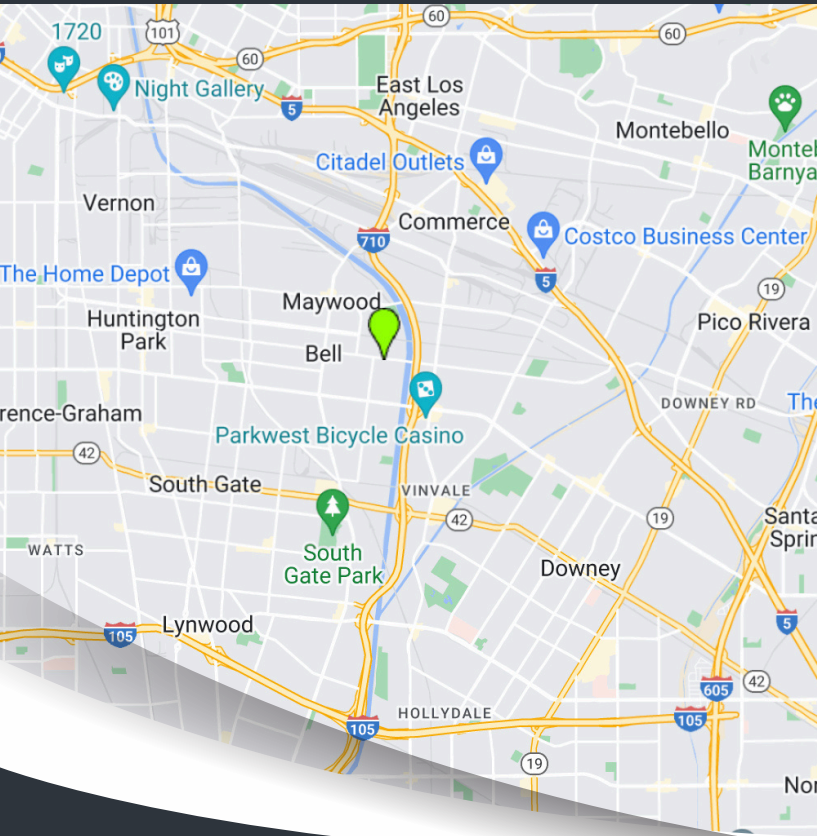 60
1720
101
60
60
Night Gallery
East Los
Angeles
5
Montebello
Citadel Outlets
Monteb
Barnya
Vernon
Commerce
710
Costco Business Center
The Home Depot
5
19
Maywood
Huntington
Park
Pico Rivera
Bell
DOWNEY RD
The
rence-Graham
Parkwest Bicycle Casino
42
South Gate
VINVALE
42
19
Santa
Sprin
WATTS
South
Gate Park
Downey
Lynwood
105
5
605
42
HOLLYDALE
105
105
19
Nor